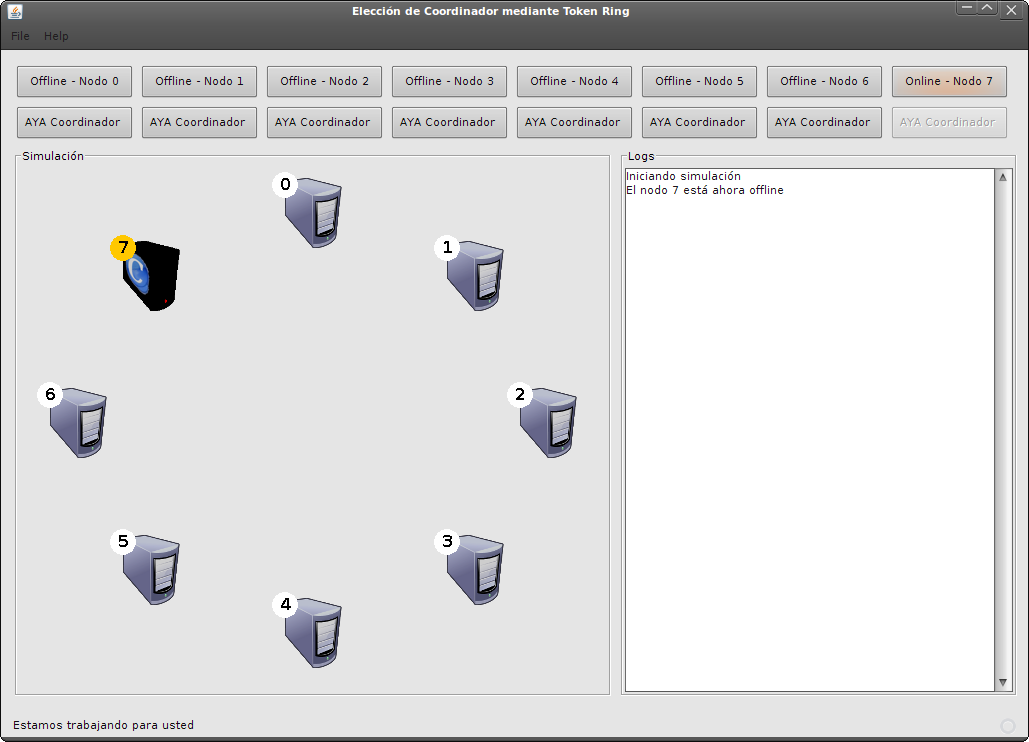 Elección de Coordinador mediante Token Ring
File Help
Offline - Nodo 0 Offline - Nodo 1 Offline - Nodo 2 Offline - Nodo 3 Offline - Nodo 4 Offline - Nodo 5 Offline - Nodo 6 Online - Nodo 7
AYA Coordinador AYA Coordinador AYA Coordinador AYA Coordinador AYA Coordinador AYA Coordinador AYA Coordinador AYA Coordinador
Simulación
0
1
7
C
6
2
5
3
4
Logs
Iniciando simulación
El nodo 7 está ahora offline
Estamos trabajando para usted